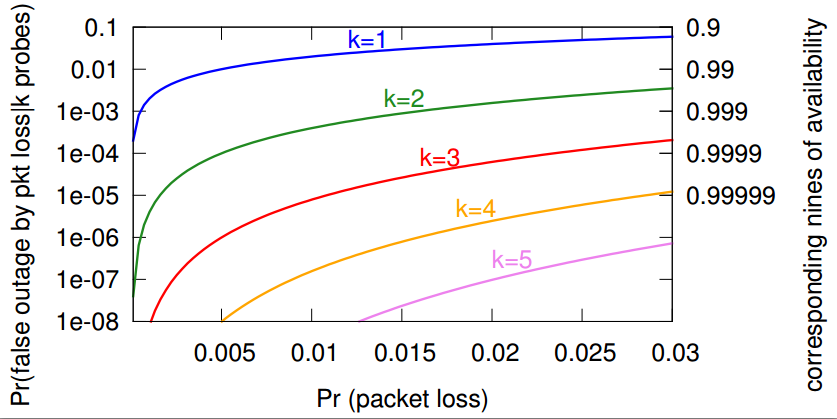 Pr(false outage by pkt loss|k probes)
0.1
0.01
1e-03
1e-04
1e-05
1e-06
1e-07
1e-08
k=1
k=2
k=3
k=4
k=5
0.9
0.99
0.999
0.9999
0.99999
corresponding nines of availability
0.005 0.01 0.015 0.02 0.025 0.03
Pr (packet loss)